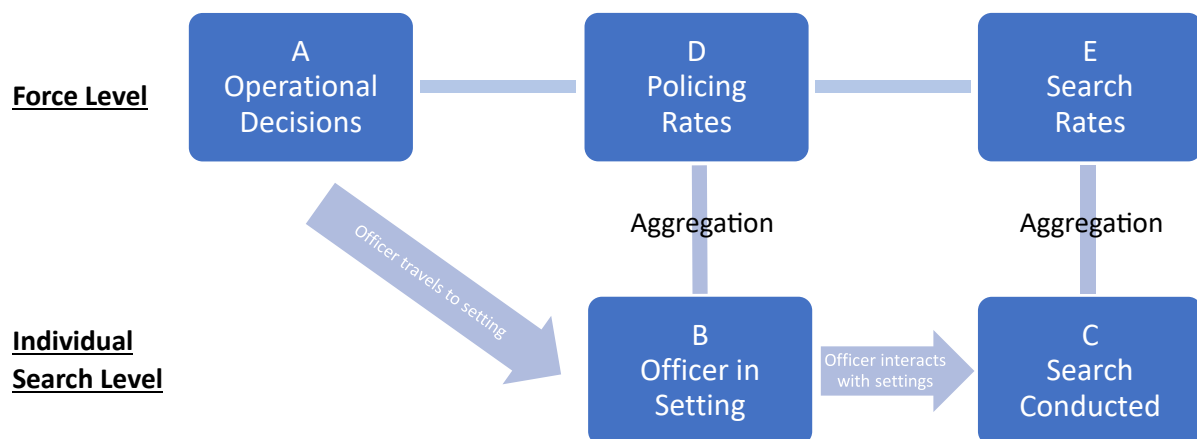 Force Level
A
Operational
Decisions
D
Policing
Rates
E
Search
Rates
Officer travels to setting
Aggregation
Aggregation
Individual
Search Level
B
Officer in
Setting
Officer interacts
with settings
C
Search
Conducted